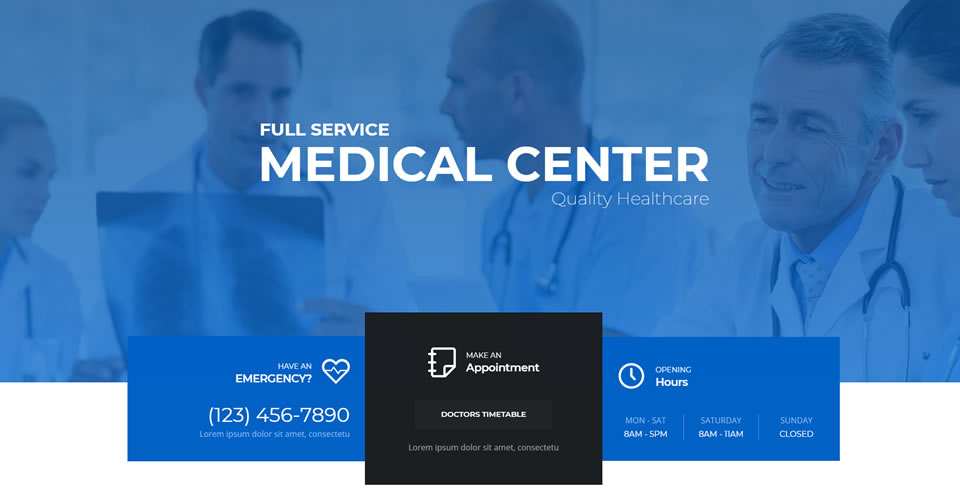 FULL SERVICE
MEDICAL CENTER
Quality Healthcare
HAVE AN
EMERGENCY?
(123) 456-7890
Lorem ipsum dolor sit amet, consectetu
MAKE AN
Appointment
DOCTORS TIMETABLE
Lorem ipsum dolor sit amet, consectetu
OPENING
Hours
MON - SAT
8AM - 5PM
SATURDAY
8AM - 11AM
SUNDAY
CLOSED